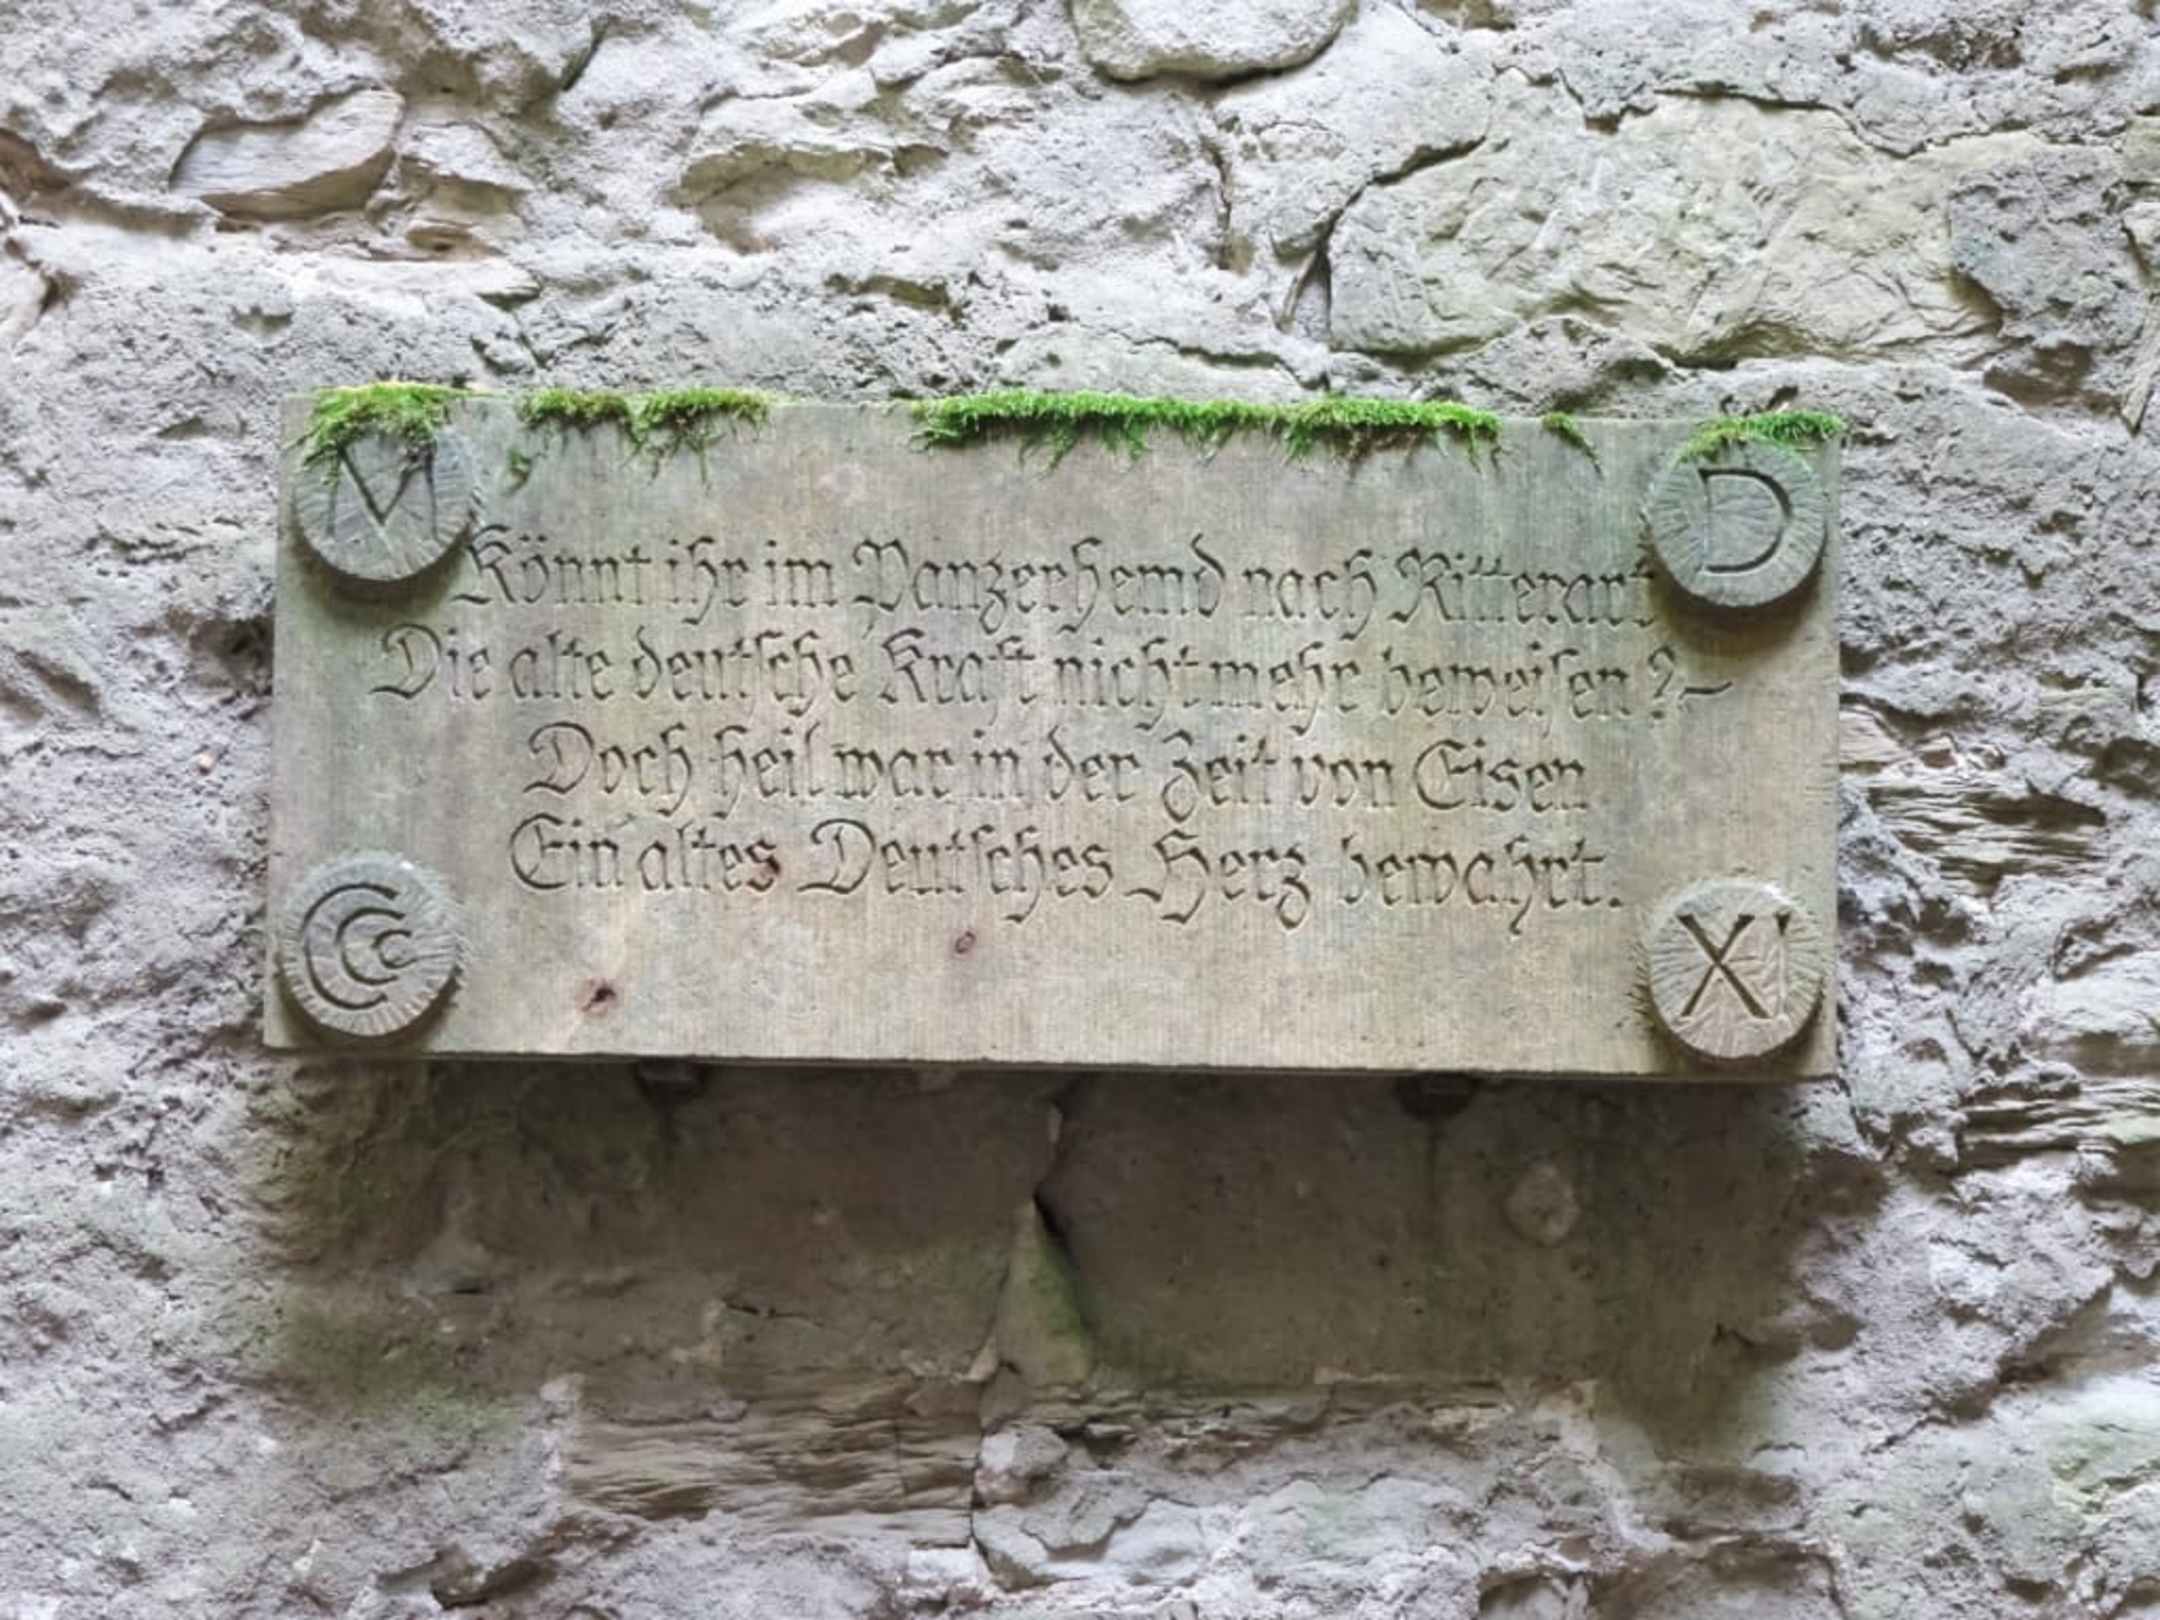 M D
Könnt ihr im Panzerhemd nach Ritterart
Die alte deutsche Kraft nicht mehr beweisen?–
Doch heil war in der Zeit von Eisen
Ein altes Deutsches Herz bewahrt.
CCC XI